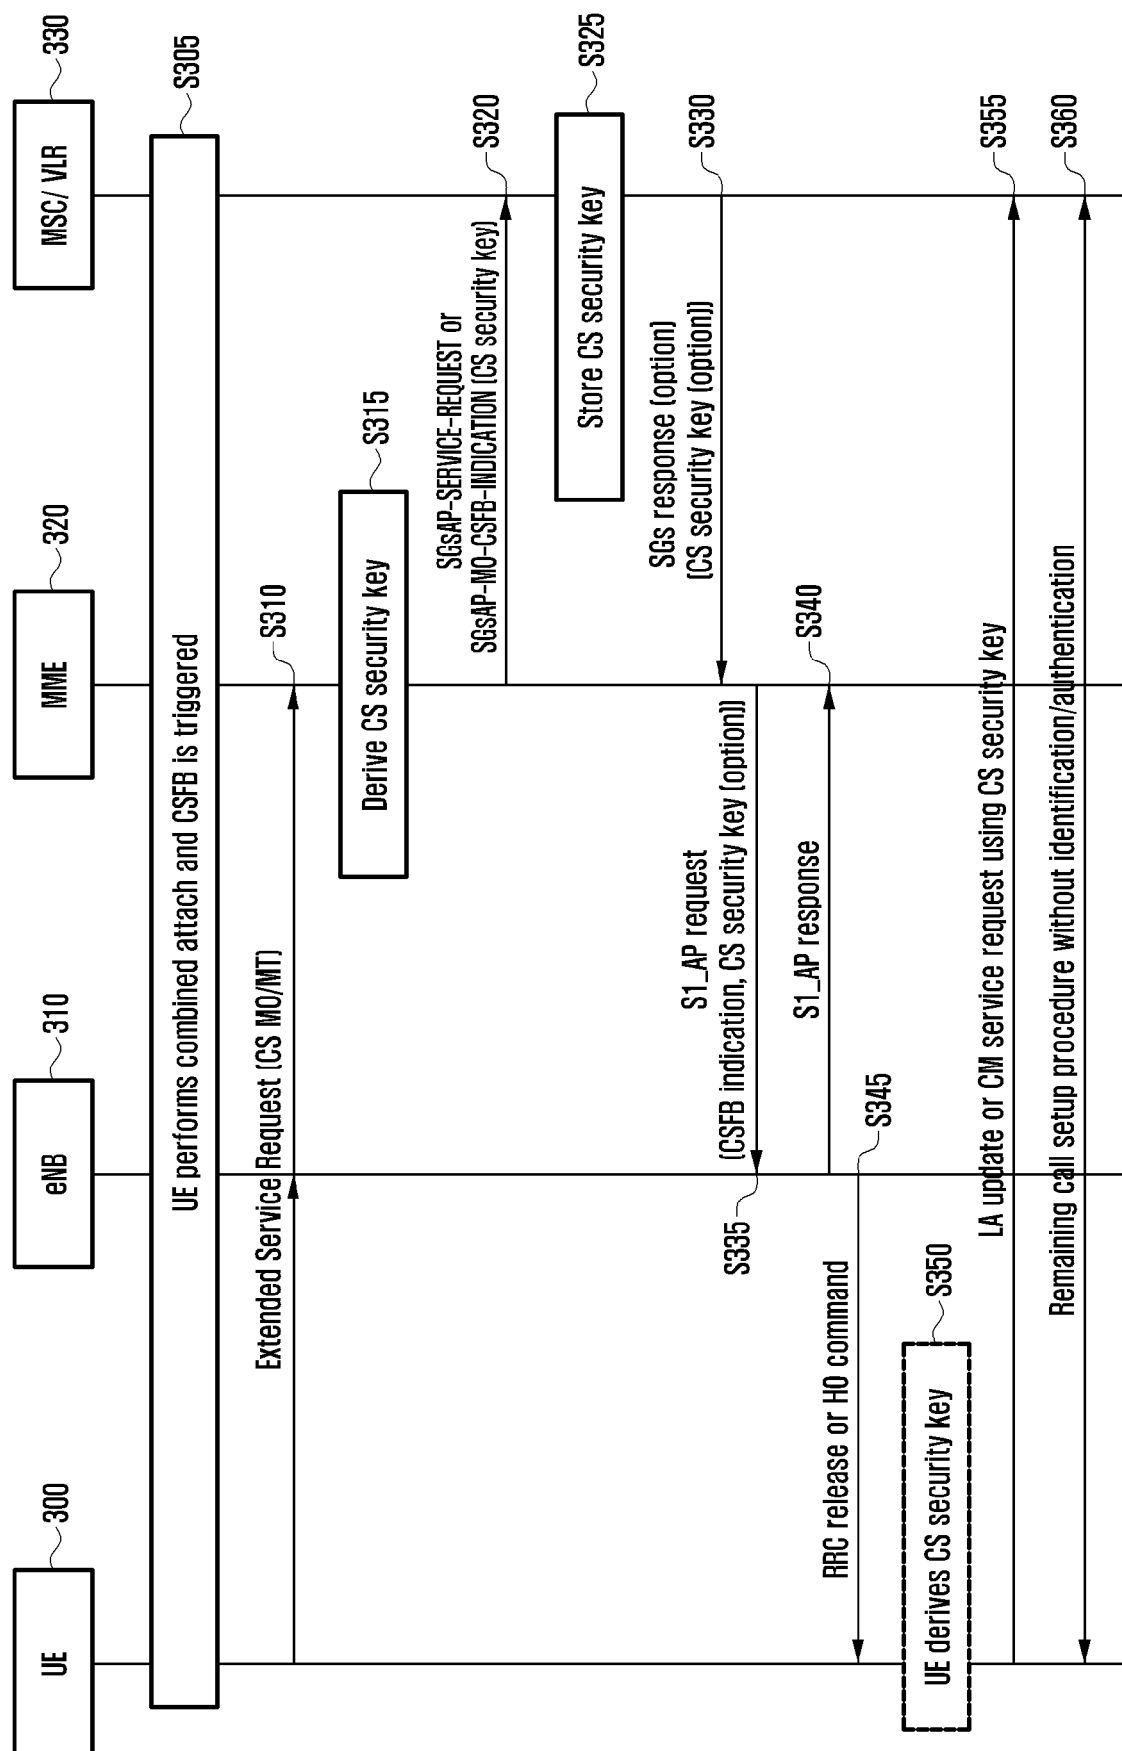 UE
300
eNB
310
MME
320
MSC/ VLR
330
UE performs combined attach and CSFB is triggered
S305
Extended Service Request (CS MO/MT)
S310
Derive CS security key
S315
SGsAP-SERVICE-REQUEST or
SGsAP-MO-CSFB-INDICATION (CS security key)
S320
Store CS security key
S325
SGs response (option)
(CS security key (option))
S330
S1_AP request
(CSFB indication, CS security key (option))
S335
S1_AP response
S340
RRC release or HO command
S345
UE derives CS security key
S350
LA update or CM service request using CS security key
S355
Remaining call setup procedure without identification/authentication
S360